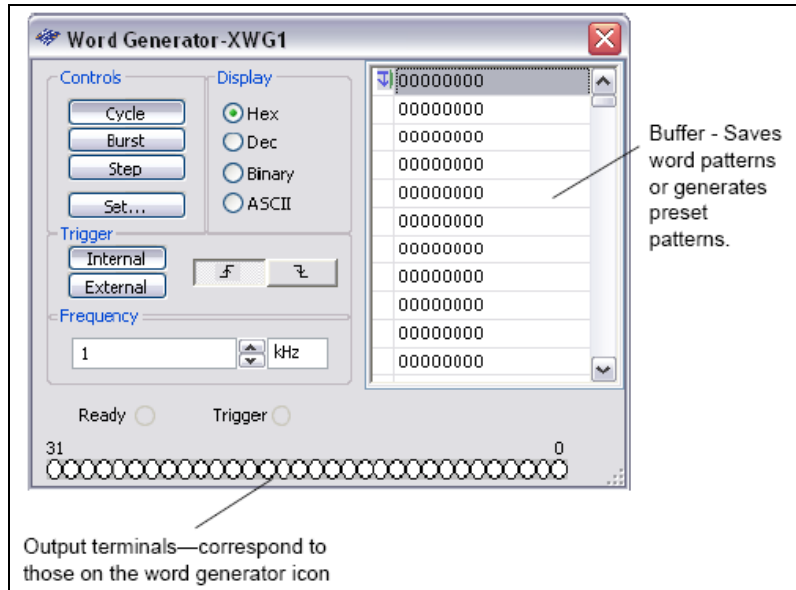 Word Generator-XWG1
Controls
Cycle
Burst
Step
Set...
Display
Hex
Dec
Binary
ASCII
Trigger
Internal
External
Frequency
1
kHz
Ready
Trigger
31
0
00000000
00000000
00000000
00000000
00000000
00000000
00000000
00000000
00000000
00000000
00000000
Buffer - Saves
word patterns
or generates
preset
patterns.
Output terminals—correspond to
those on the word generator icon